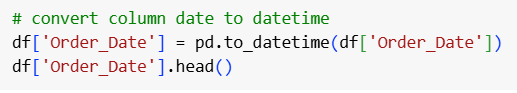 # convert column date to datetime
df['Order_Date'] = pd.to_datetime(df['Order_Date'])
df['Order_Date'].head()